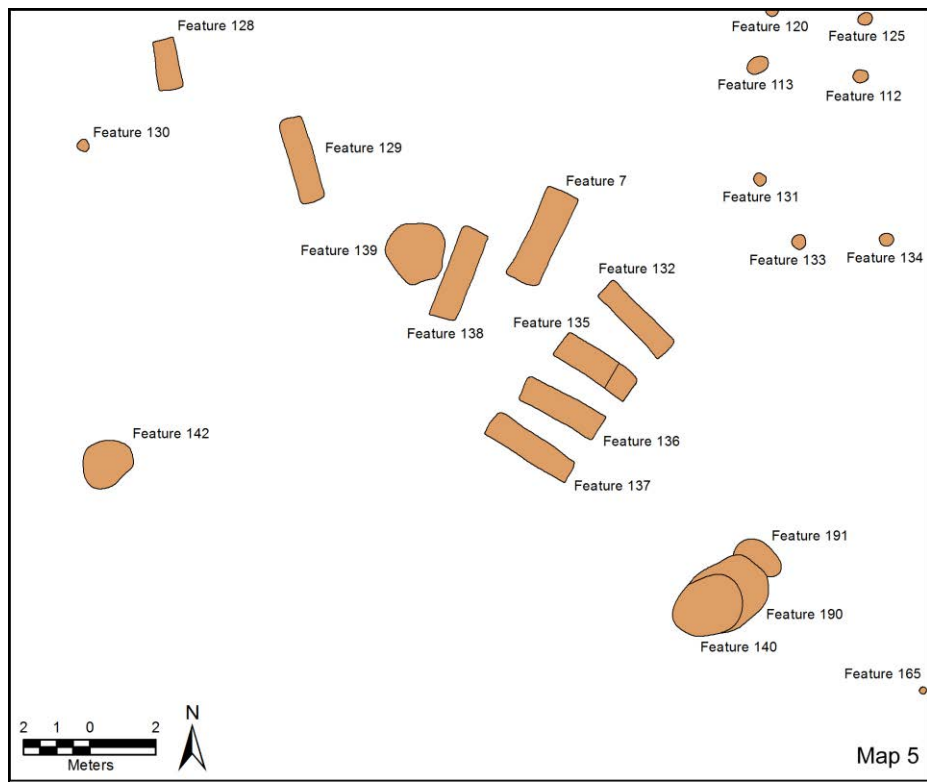 Feature 128
Feature 120
Feature 125
Feature 113
Feature 112
Feature 130
Feature 129
Feature 7
Feature 131
Feature 139
Feature 133
Feature 134
Feature 132
Feature 135
Feature 138
Feature 142
Feature 136
Feature 137
Feature 191
Feature 190
Feature 140
Feature 165
N
2 1 0 2
Meters
Map 5